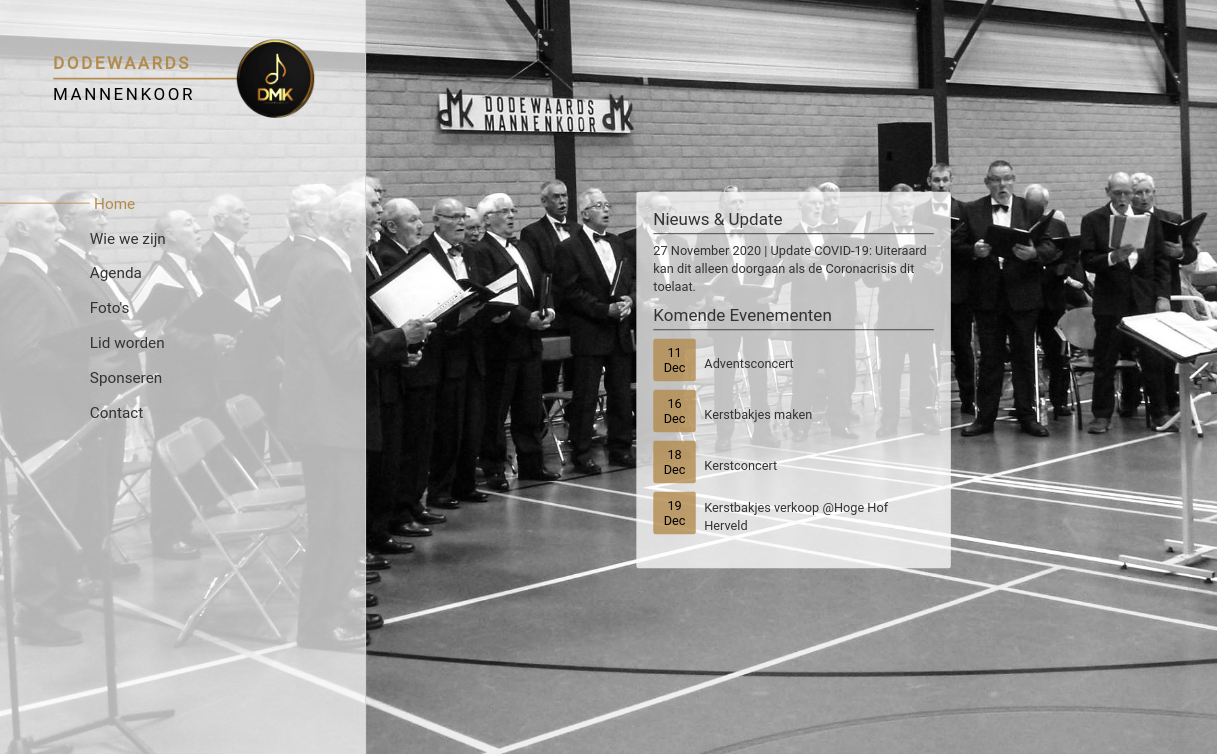 DODEWAARDS
MANNENKOOR
DMK
Home
Wie we zijn
Agenda
Foto's
Lid worden
Sponseren
Contact
dMK DODEWAARDS dMK
MANNENKOOR
Nieuws & Update
27 November 2020 | Update COVID-19: Uiteraard
kan dit alleen doorgaan als de Coronacrisis dit
toelaat.
Komende Evenementen
11
Dec
Adventsconcert
16
Dec
Kerstbakjes maken
18
Dec
Kerstconcert
19
Dec
Kerstbakjes verkoop @Hoge Hof
Herveld